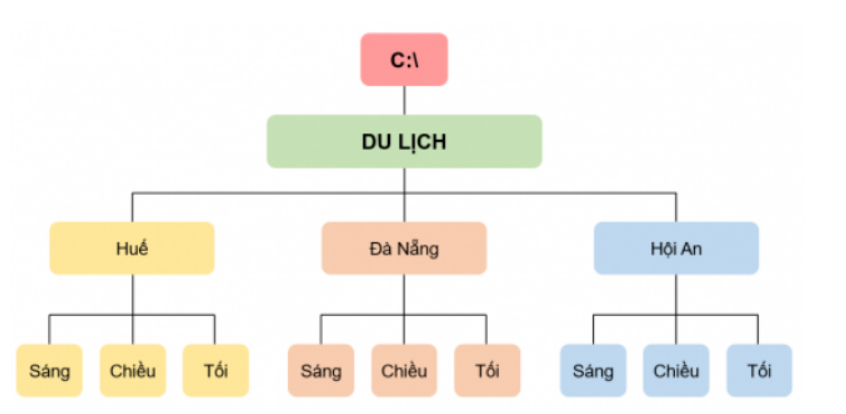 C:\
DU LỊCH
Huế
Đà Nẵng
Hội An
Sáng
Chiều
Tối
Sáng
Chiều
Tối
Sáng
Chiều
Tối